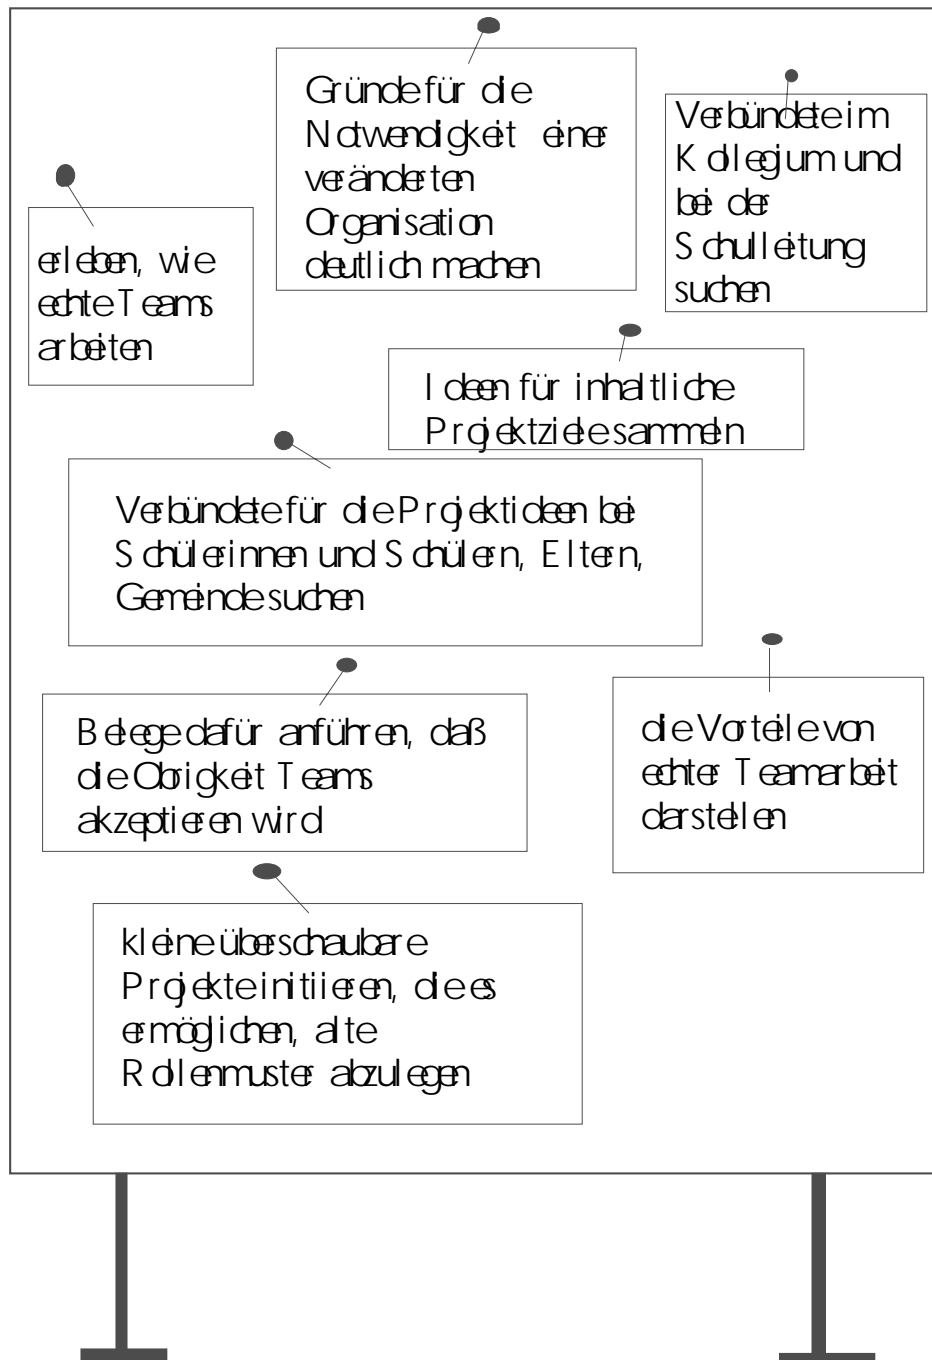 Gründe für die
Notwendigkeit einer
veränderten
Organisation
deutlich machen
Verbündete im
Kollegium und
bei der
Schulleitung
suchen
erleben, wie
echte Teams
arbeiten
Ideen für inhaltliche
Projektziele sammeln
Verbündete für die Projektideen bei
Schülerinnen und Schülern, Eltern,
Gemeinde suchen
Belege dafür anführen, daß
die Obrigkeit Teams
akzeptieren wird
die Vorteile von
echter Teamarbeit
darstellen
kleine überschaubare
Projekte initiieren, die es
ermöglichen, alte
Rollenmuster abzulegen